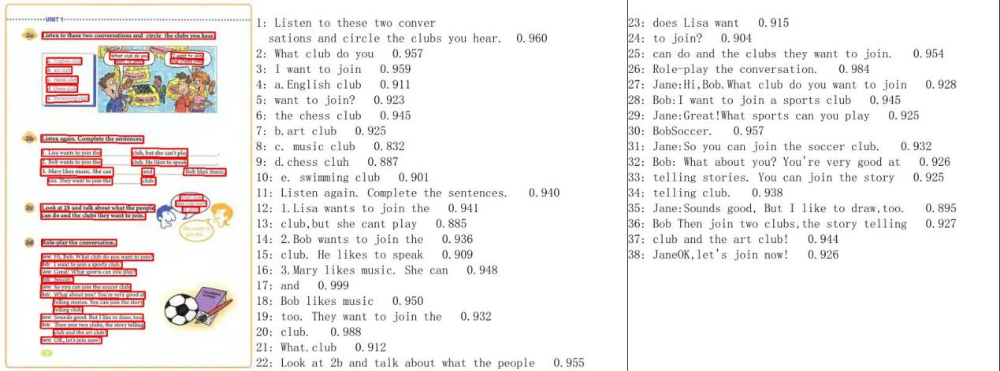 UNIT 1
2a
Listen to these two conversations and circle the clubs you hear.
What club do you
want to join?
I want to join
the chess club.
a. English club
b. art club
c. music club
d. chess club
e. swimming club
2b
Listen again. Complete the sentences.
1. Lisa wants to join the club, but she can't play .
2. Bob wants to join the club. He likes to speak .
3. Mary likes music. She can and . Bob likes music,
too. They want to join the club.
2c
Look at 2b and talk about what the people
can do and the clubs they want to join.
What club
does Lisa want
to join?
She wants to
join the
2d
Role-play the conversation.
Jane: Hi, Bob. What club do you want to join?
Bob: I want to join a sports club.
Jane: Great! What sports can you play?
Bob: Soccer.
Jane: So you can join the soccer club.
Bob: What about you? You're very good at
telling stories. You can join the story
telling club.
Jane: Sounds good. But I like to draw, too.
Bob: Then join two clubs, the story telling
club and the art club!
Jane: OK, let's join now!
2
1: Listen to these two conver
sations and circle the clubs you hear. 0.960
2: What club do you 0.957
3: I want to join 0.959
4: a.English club 0.911
5: want to join? 0.923
6: the chess club 0.945
7: b.art club 0.925
8: c. music club 0.832
9: d.chess cluh 0.887
10: e. swimming club 0.901
11: Listen again. Complete the sentences. 0.940
12: 1.Lisa wants to join the 0.941
13: club,but she cant play 0.885
14: 2.Bob wants to join the 0.936
15: club. He likes to speak 0.909
16: 3.Mary likes music. She can 0.948
17: and 0.999
18: Bob likes music 0.950
19: too. They want to join the 0.932
20: club. 0.988
21: What.club 0.912
22: Look at 2b and talk about what the people 0.955
23: does Lisa want 0.915
24: to join? 0.904
25: can do and the clubs they want to join. 0.954
26: Role-play the conversation. 0.984
27: Jane:Hi,Bob.What club do you want to join 0.928
28: Bob:I want to join a sports club 0.945
29: Jane:Great!What sports can you play 0.925
30: BobSoccer. 0.957
31: Jane:So you can join the soccer club. 0.932
32: Bob: What about you? You're very good at 0.926
33: telling stories. You can join the story 0.925
34: telling club. 0.938
35: Jane:Sounds good, But I like to draw,too. 0.895
36: Bob Then join two clubs,the story telling 0.927
37: club and the art club! 0.944
38: JaneOK,let's join now! 0.926